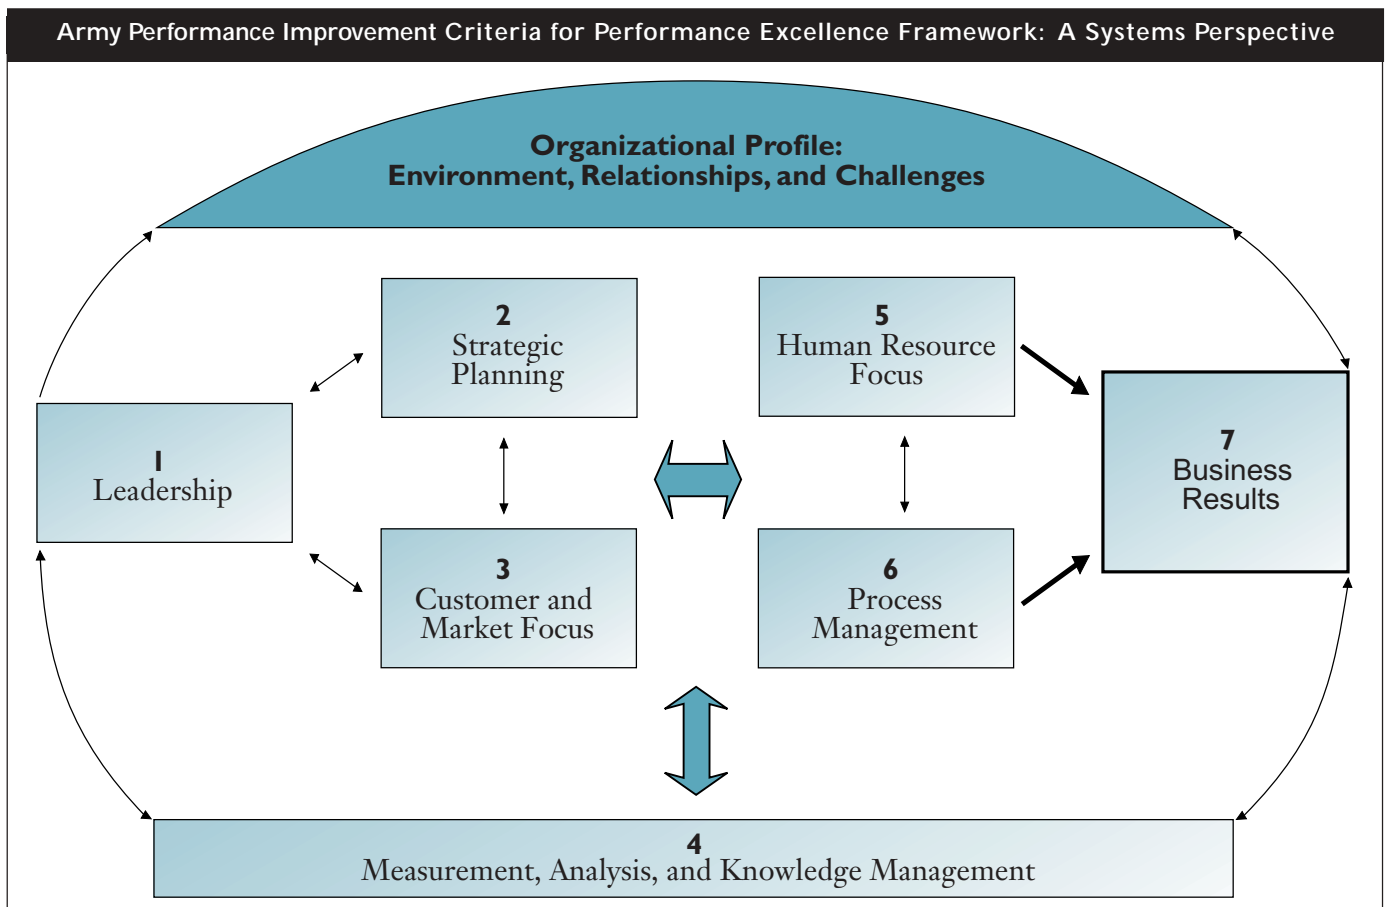 Army Performance Improvement Criteria for Performance Excellence Framework: A Systems Perspective
Organizational Profile:
Environment, Relationships, and Challenges
2
Strategic
Planning
5
Human Resource
Focus
1
Leadership
7
Business
Results
3
Customer and
Market Focus
6
Process
Management
4
Measurement, Analysis, and Knowledge Management